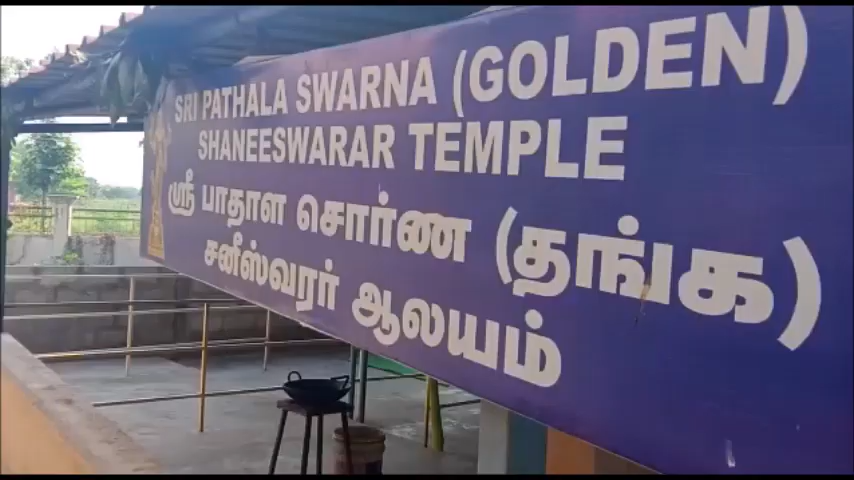 SRI PATHALA SWARNA (GOLDEN)
SHANEESWARAR TEMPLE
ஸ்ரீ பாதாள சொர்ண (தங்க)
சனீஸ்வரர் ஆலயம்